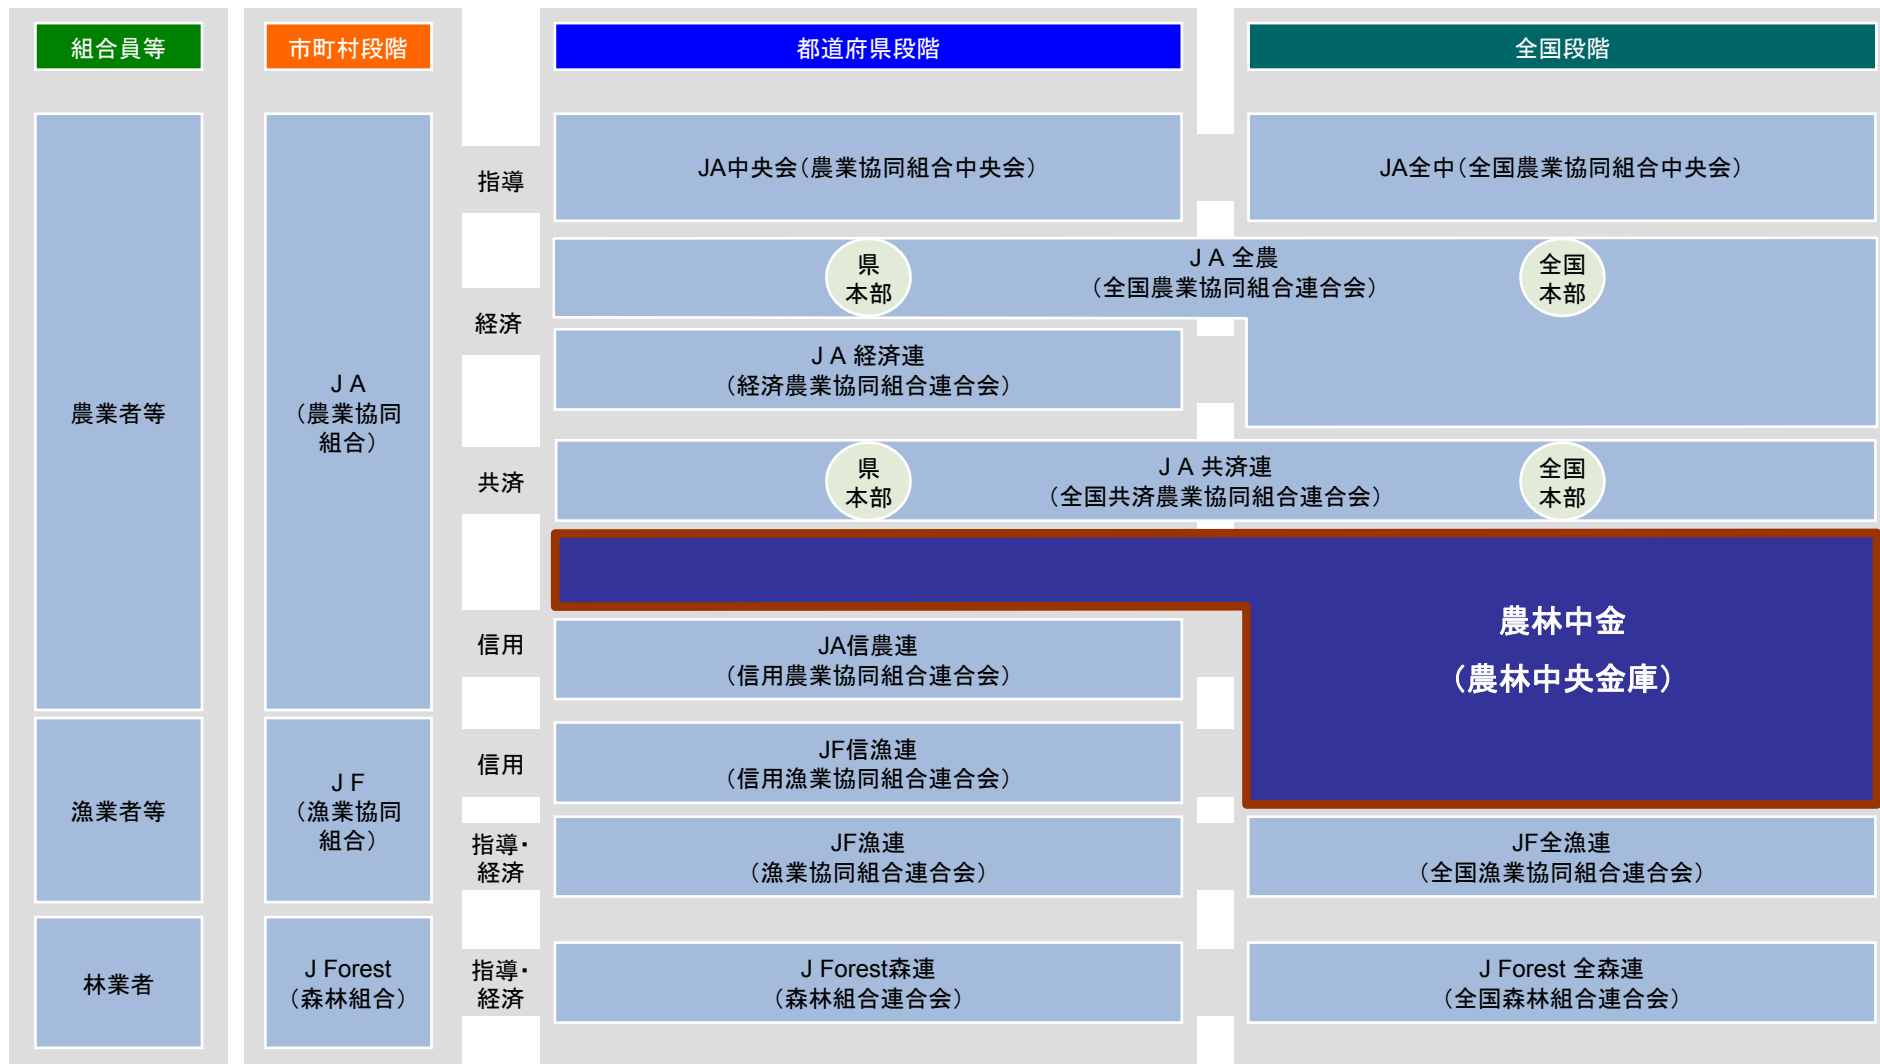 組合員等
市町村段階
都道府県段階
全国段階
農業者等
J A
（農業協同
組合）
指導
JA中央会（農業協同組合中央会）
JA全中（全国農業協同組合中央会）
経済
県
本部
J A 全農
（全国農業協同組合連合会）
全国
本部
J A 経済連
（経済農業協同組合連合会）
共済
県
本部
J A 共済連
（全国共済農業協同組合連合会）
全国
本部
農林中金
（農林中央金庫）
信用
JA信農連
（信用農業協同組合連合会）
漁業者等
J F
（漁業協同
組合）
信用
JF信漁連
（信用漁業協同組合連合会）
指導・
経済
JF漁連
（漁業協同組合連合会）
JF全漁連
（全国漁業協同組合連合会）
林業者
J Forest
（森林組合）
指導・
経済
J Forest森連
（森林組合連合会）
J Forest 全森連
（全国森林組合連合会）